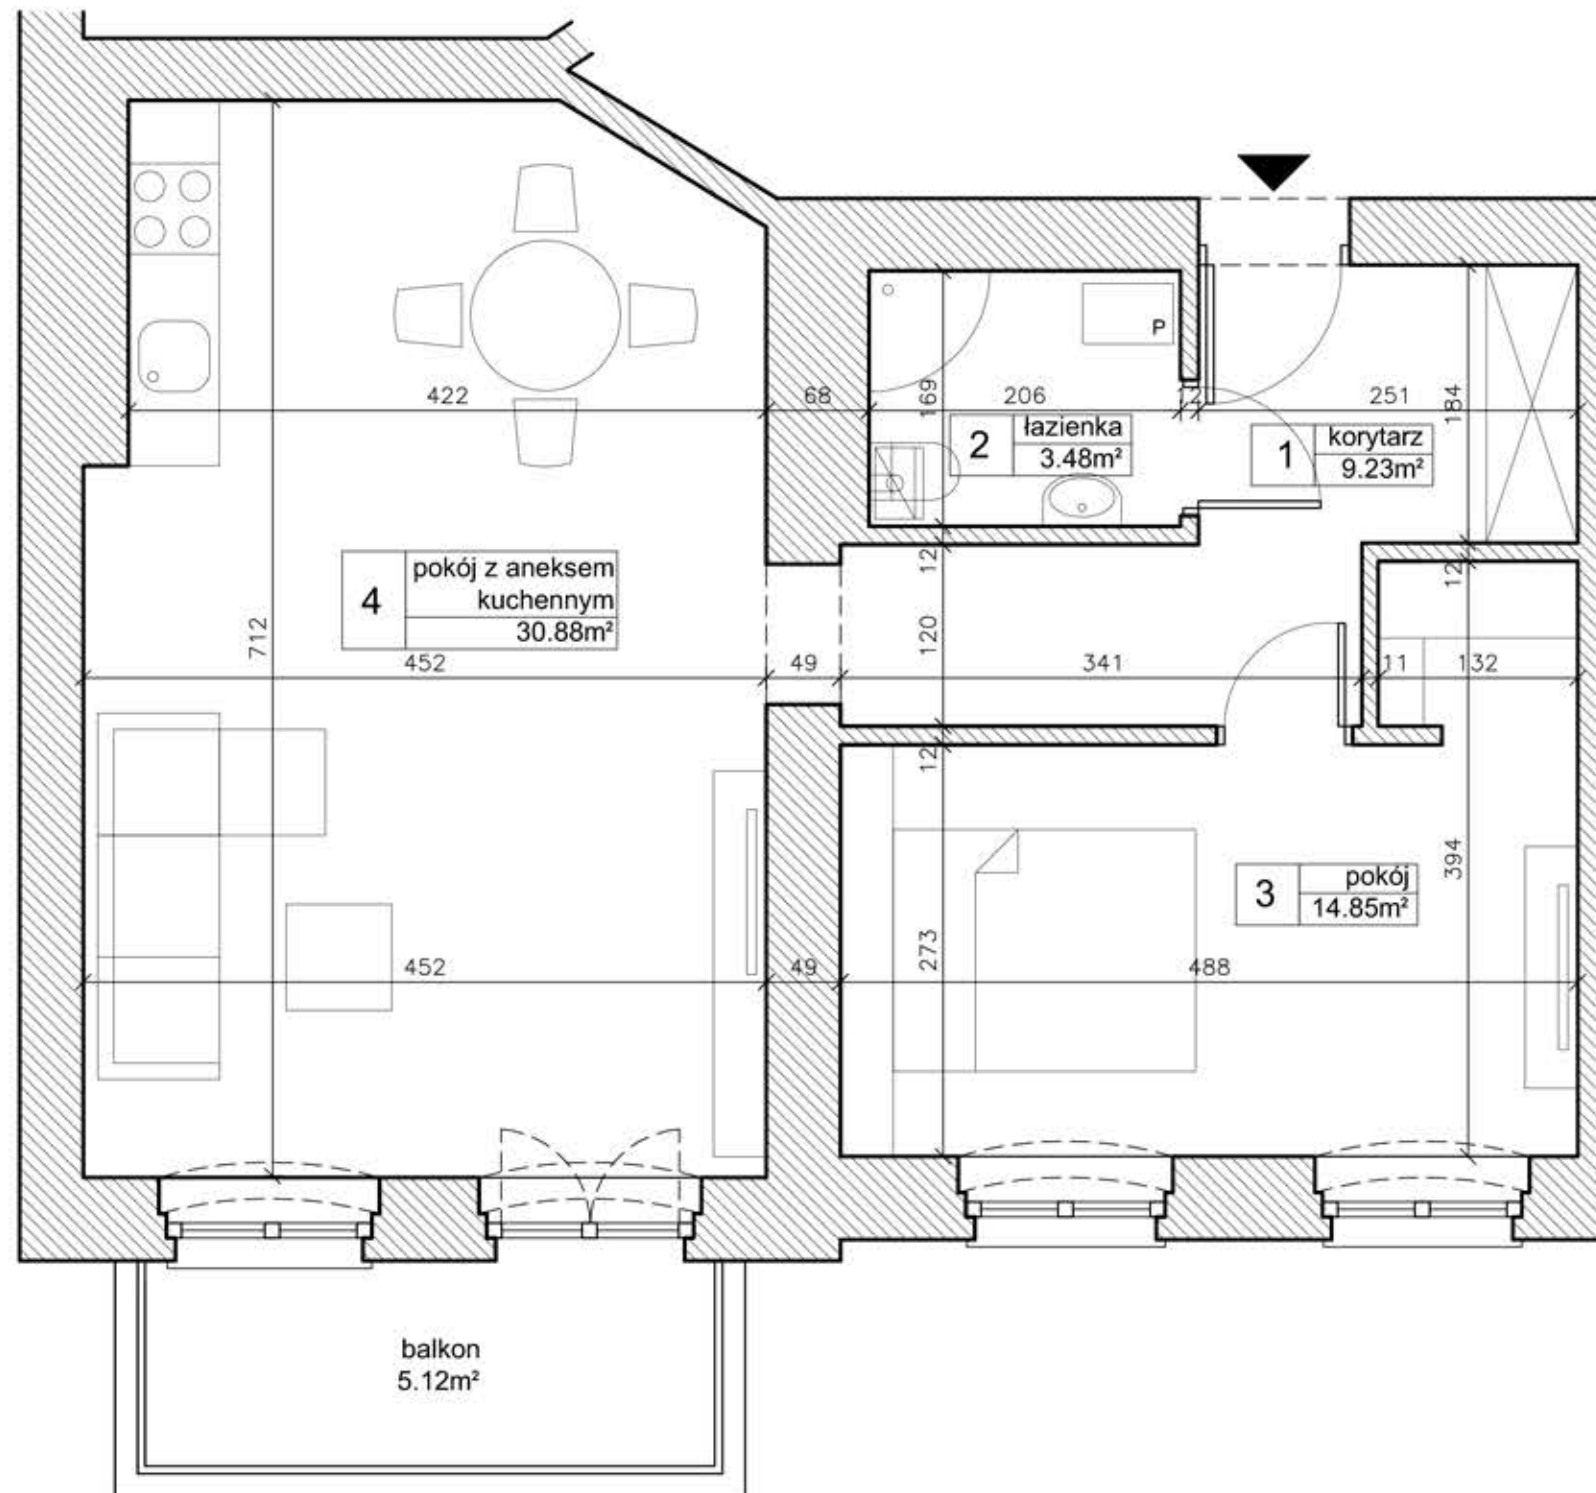 P
422
68
169
206
12
251
184
2
łazienka
3.48m²
1
korytarz
9.23m²
4
pokój z aneksem
kuchennym
30.88m²
12
12
712
120
452
49
341
11
132
12
394
3
pokój
14.85m²
273
452
49
488
balkon
5.12m²